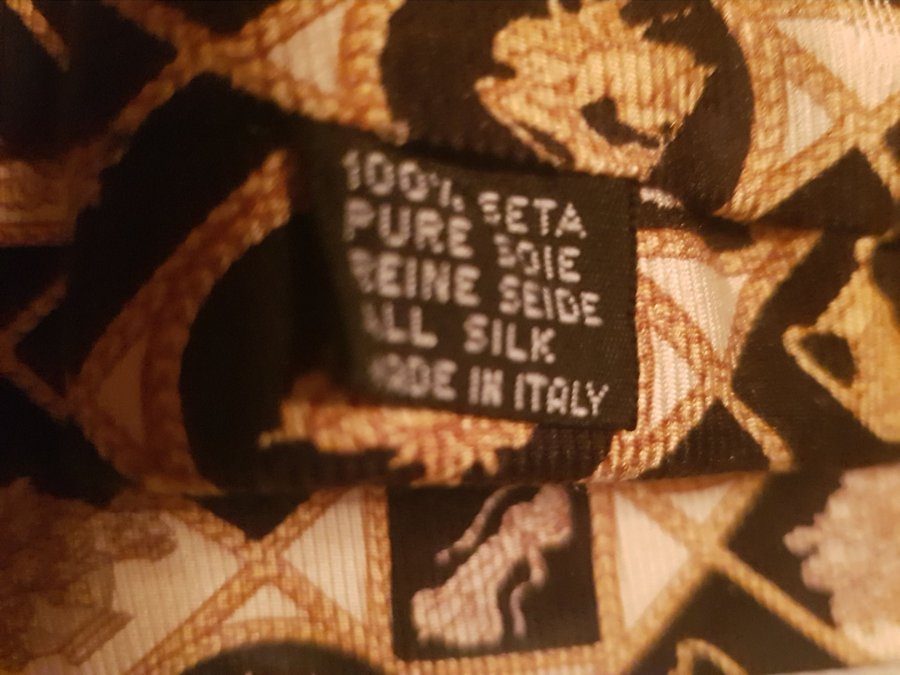 100% SETA
PURE SOIE
REINE SEIDE
ALL SILK
MADE IN ITALY